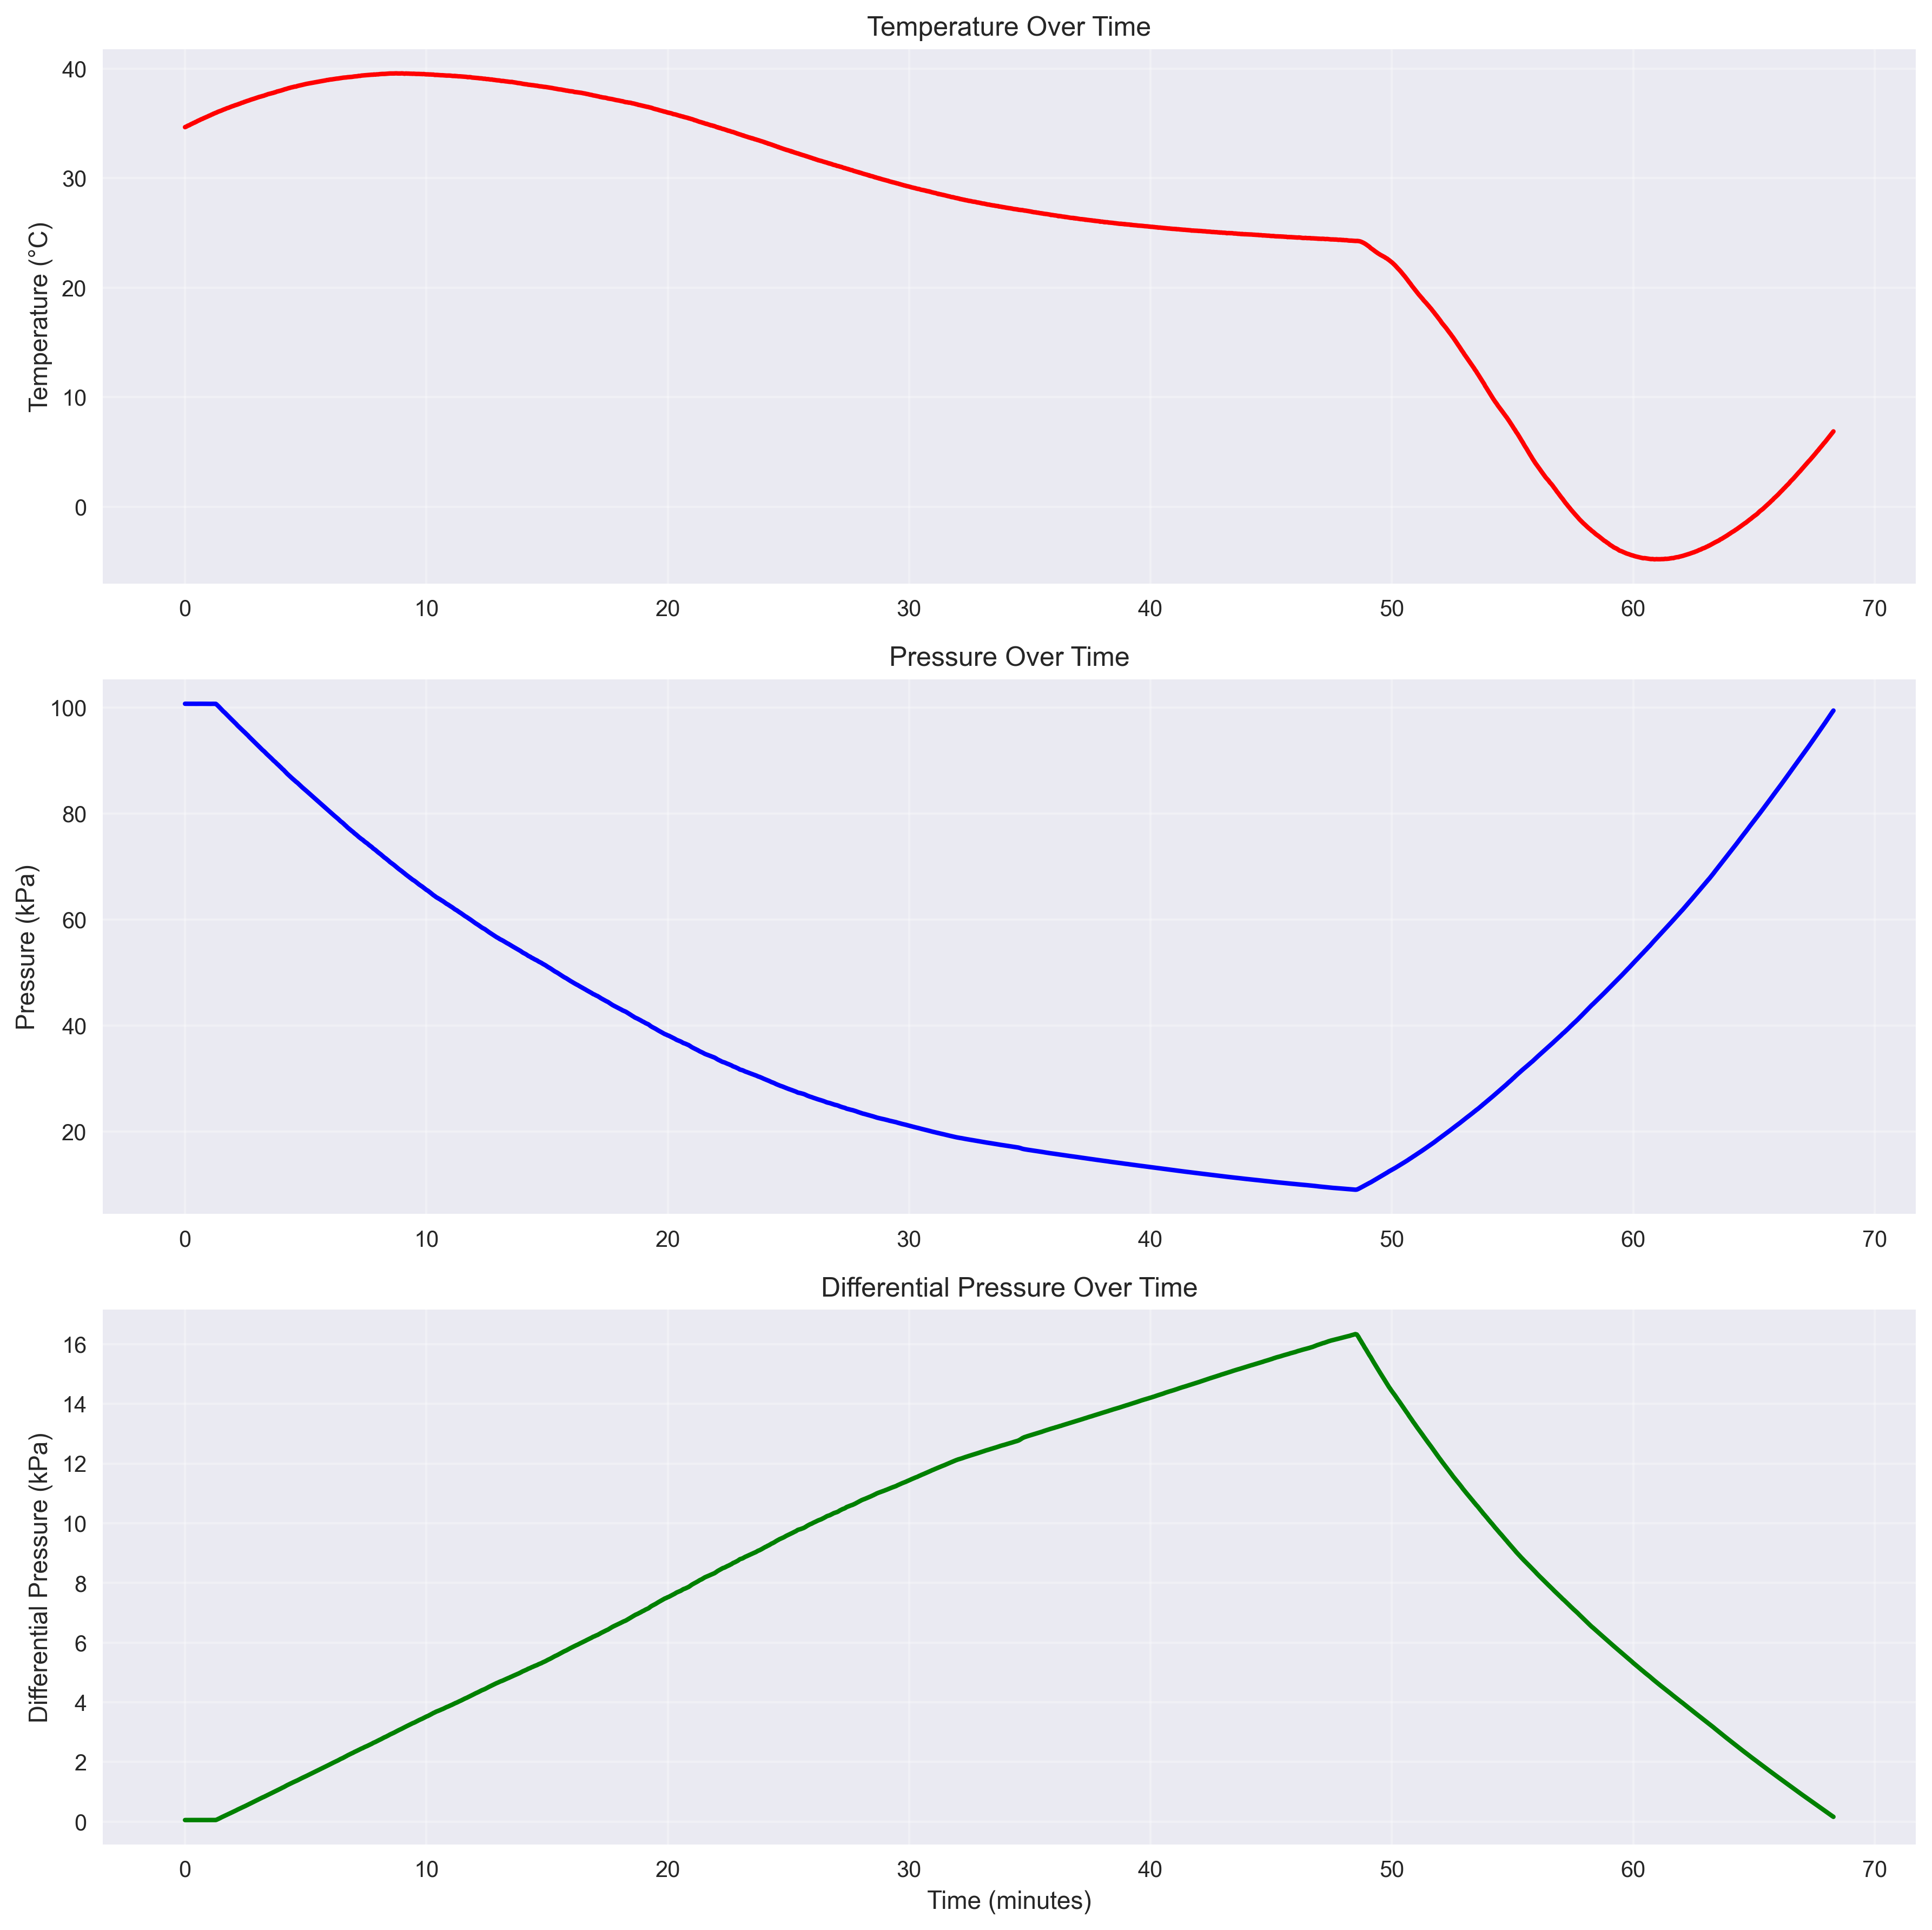 Temperature Over Time
Temperature (°C)
40
30
20
10
0
0 10 20 30 40 50 60 70
Pressure Over Time
Pressure (kPa)
100
80
60
40
20
0 10 20 30 40 50 60 70
Differential Pressure Over Time
Differential Pressure (kPa)
16
14
12
10
8
6
4
2
0
0 10 20 30 40 50 60 70
Time (minutes)